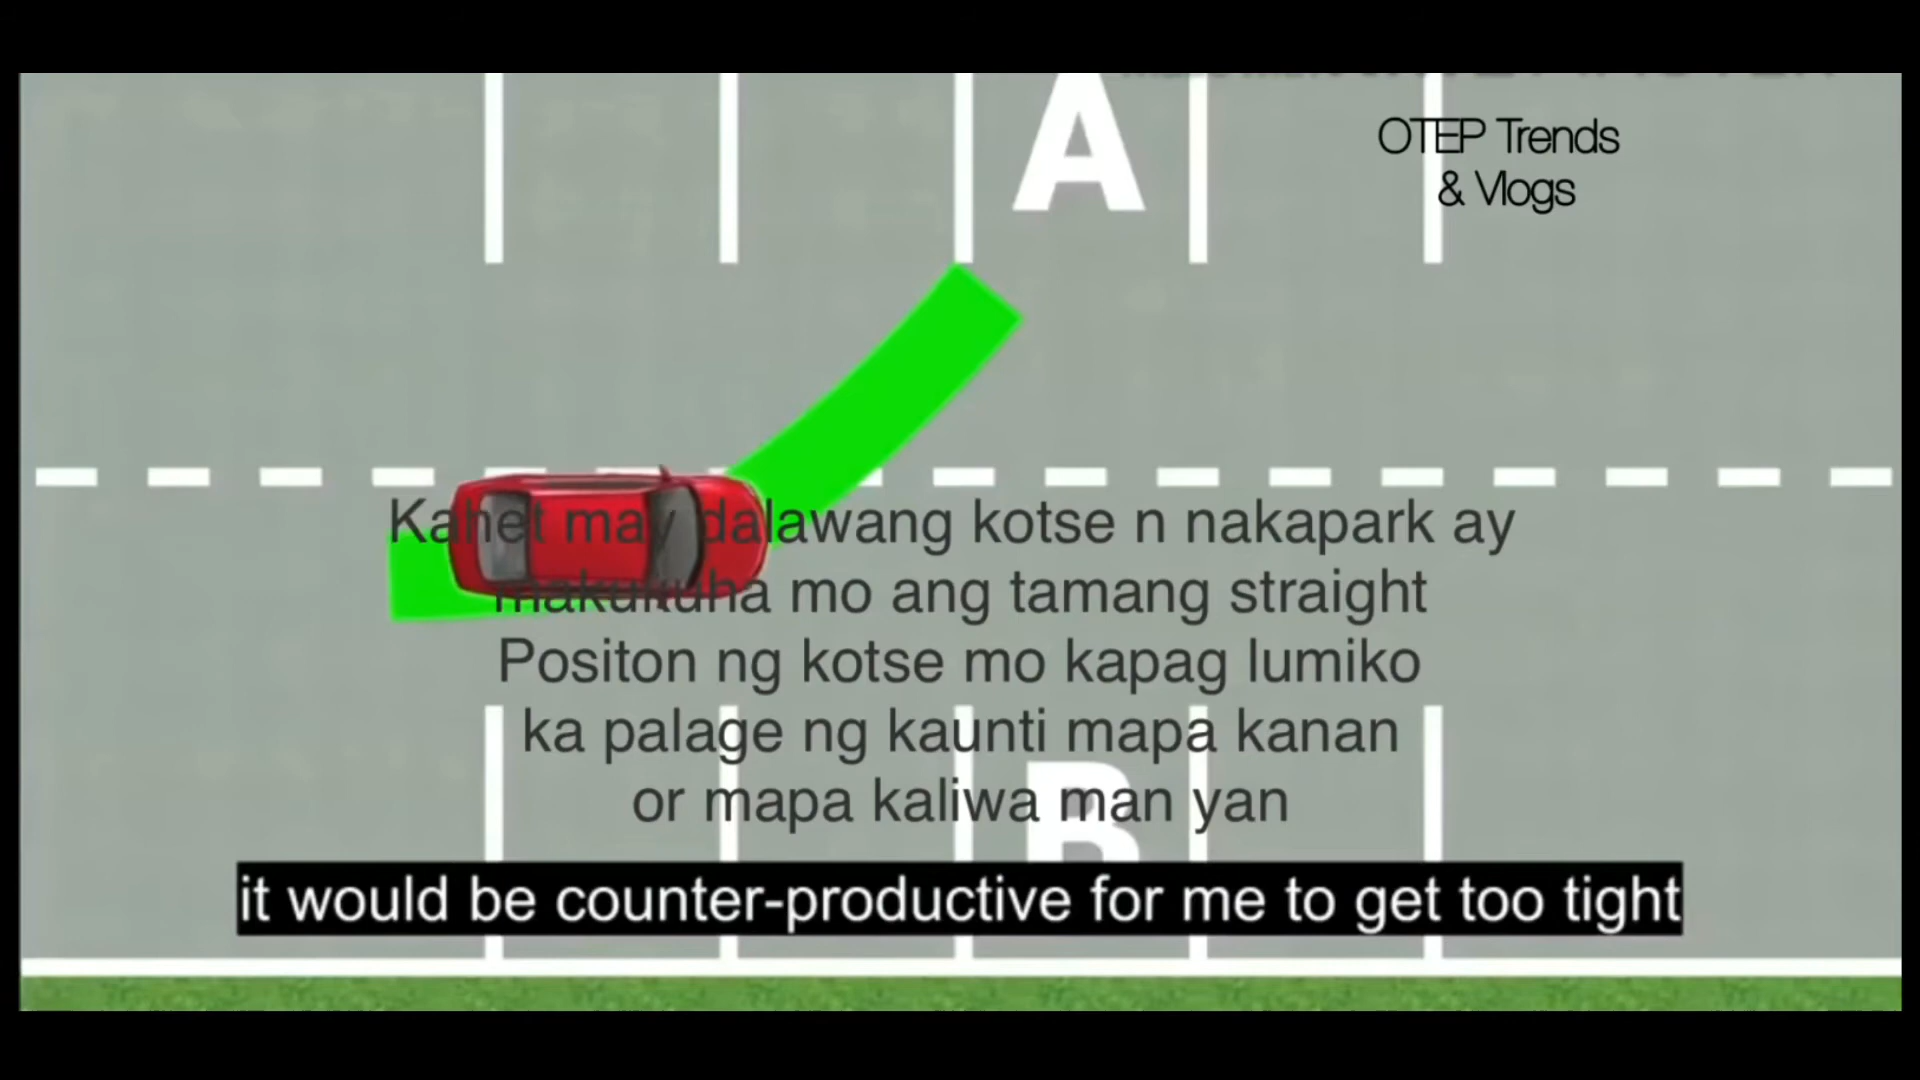 A
OTEP Trends
& Vlogs
Kahet may dalawang kotse n nakapark ay
makukuha mo ang tamang straight
Positon ng kotse mo kapag lumiko
ka palage ng kaunti mapa kanan
or mapa kaliwa man yan
B
it would be counter-productive for me to get too tight